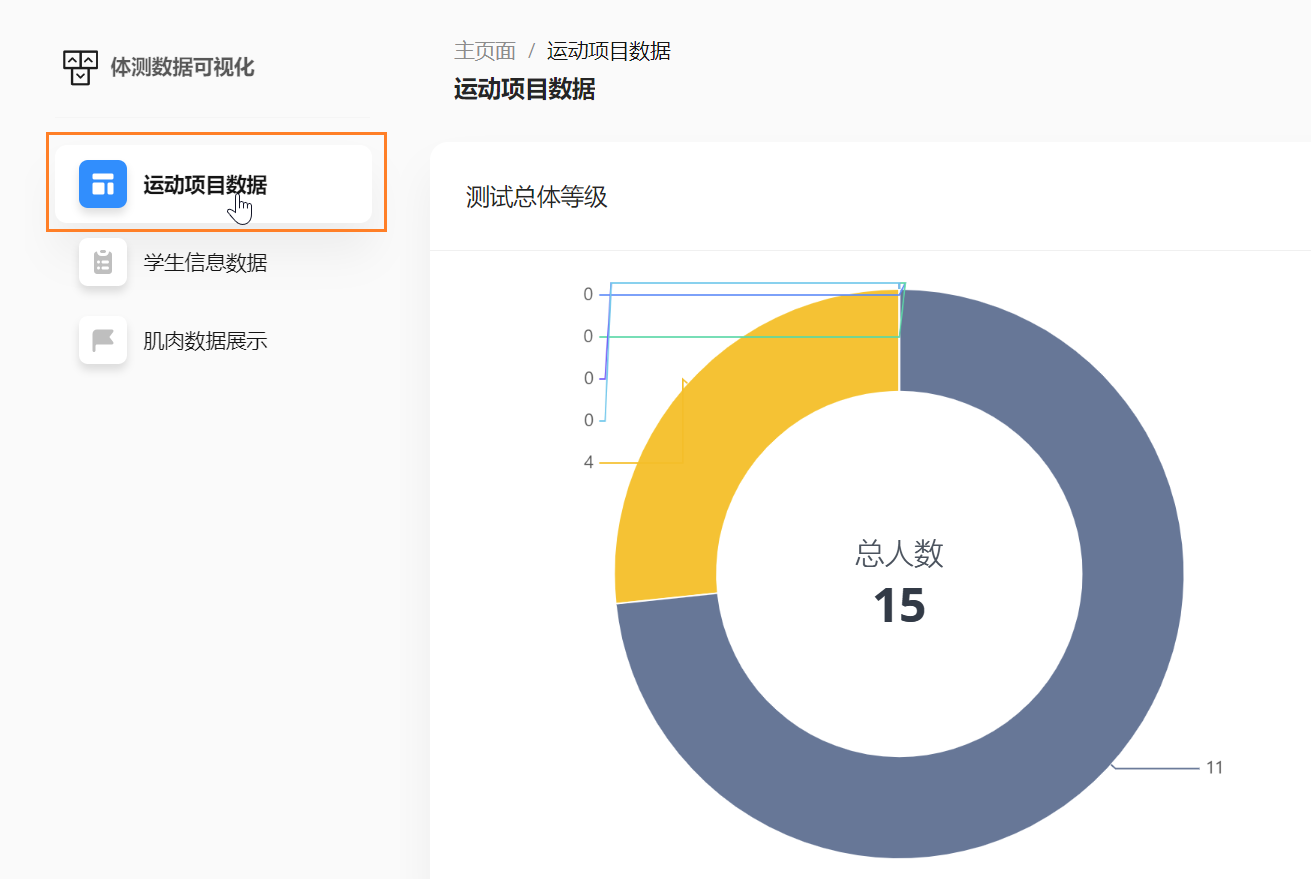 体测数据可视化
运动项目数据
学生信息数据
肌肉数据展示
主页面 / 运动项目数据
运动项目数据
测试总体等级
0
0
0
0
4
总人数
15
11